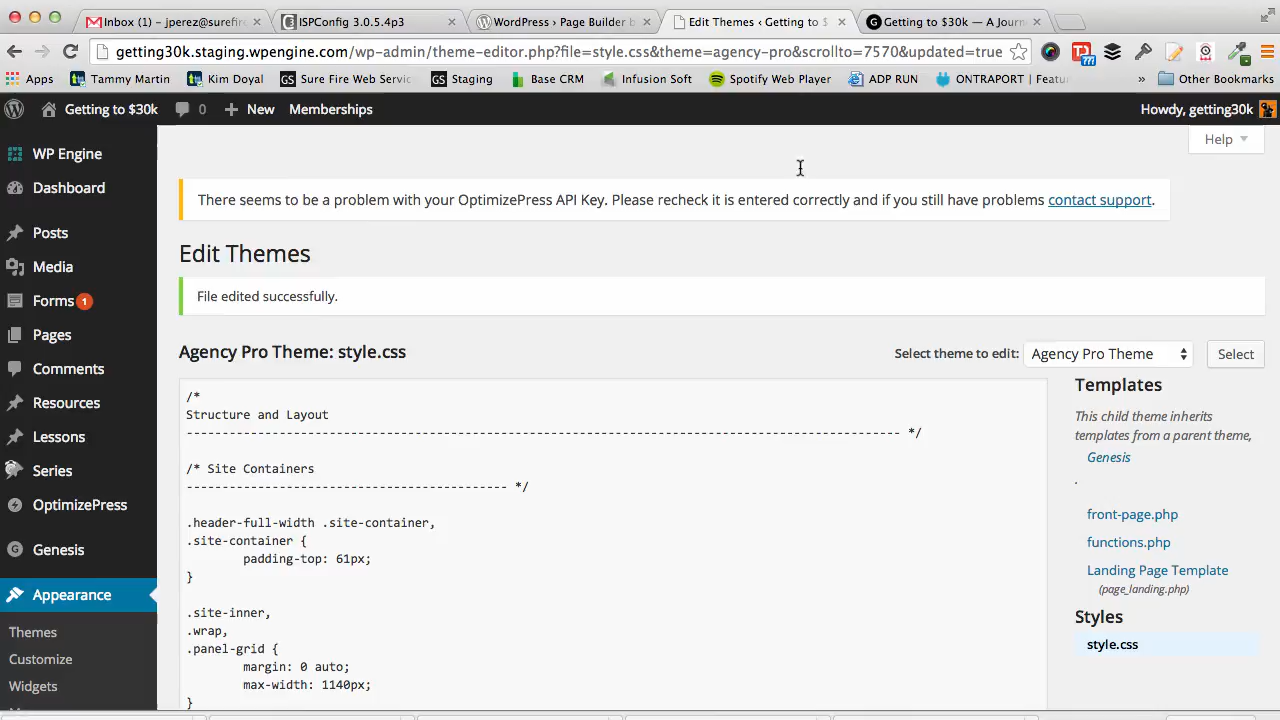 Inbox (1) - jperez@surefire
ISPConfig 3.0.5.4p3
WordPress › Page Builder b
Edit Themes ‹ Getting to $
Getting to $30k — A Journ
getting30k.staging.wpengine.com/wp-admin/theme-editor.php?file=style.css&theme=agency-pro&scrollto=7570&updated=true
Apps
Tammy Martin
Kim Doyal
GS Sure Fire Web Servic
GS Staging
Base CRM
Infusion Soft
Spotify Web Player
ADP RUN
ONTRAPORT | Featu
»
Other Bookmarks
Getting to $30k
0
+ New
Memberships
Howdy, getting30k
WP Engine
Dashboard
Posts
Media
Forms 1
Pages
Comments
Resources
Lessons
Series
OptimizePress
Genesis
Appearance
Themes
Customize
Widgets
Help
There seems to be a problem with your OptimizePress API Key. Please recheck it is entered correctly and if you still have problems contact support.
Edit Themes
File edited successfully.
Agency Pro Theme: style.css
Select theme to edit:
Agency Pro Theme
Select
/*
Structure and Layout
---------------------------------------------------------------------------------------------------- */
/* Site Containers
--------------------------------------------- */
.header-full-width .site-container,
.site-container {
padding-top: 61px;
}
.site-inner,
.wrap,
.panel-grid {
margin: 0 auto;
max-width: 1140px;
}
Templates
This child theme inherits
templates from a parent theme,
Genesis
.
front-page.php
functions.php
Landing Page Template
(page_landing.php)
Styles
style.css